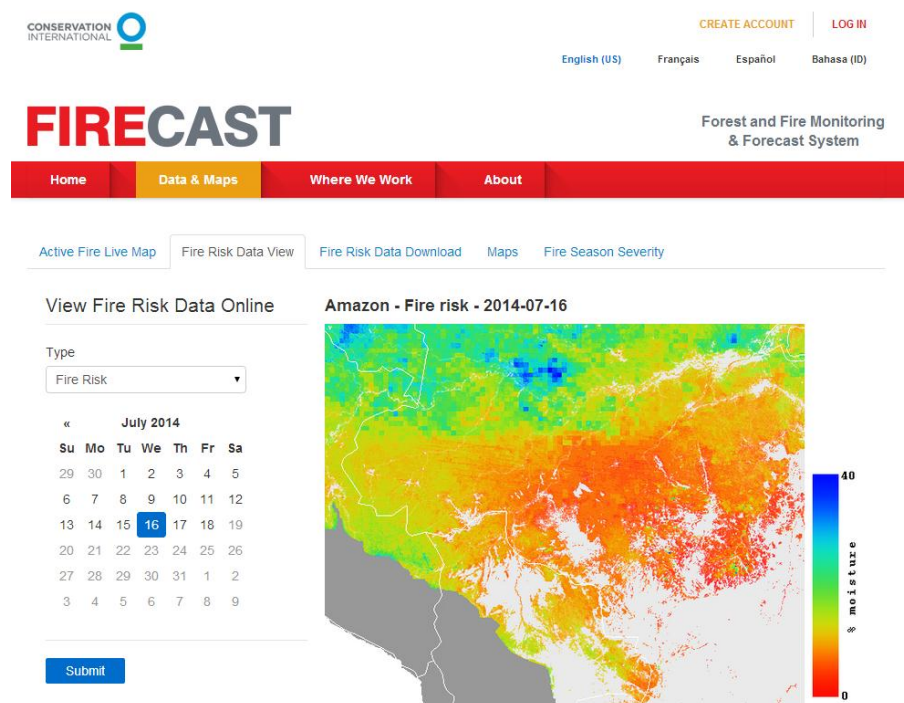 CONSERVATION
INTERNATIONAL
CREATE ACCOUNT LOG IN
English (US) Français Español Bahasa (ID)
FIRECAST
Forest and Fire Monitoring
& Forecast System
Home Data & Maps Where We Work About
Active Fire Live Map Fire Risk Data View Fire Risk Data Download Maps Fire Season Severity
View Fire Risk Data Online
Type
Fire Risk
« July 2014
Su Mo Tu We Th Fr Sa
29 30 1 2 3 4 5
6 7 8 9 10 11 12
13 14 15 16 17 18 19
20 21 22 23 24 25 26
27 28 29 30 31 1 2
3 4 5 6 7 8 9
Submit
Amazon - Fire risk - 2014-07-16
40
% moisture
0